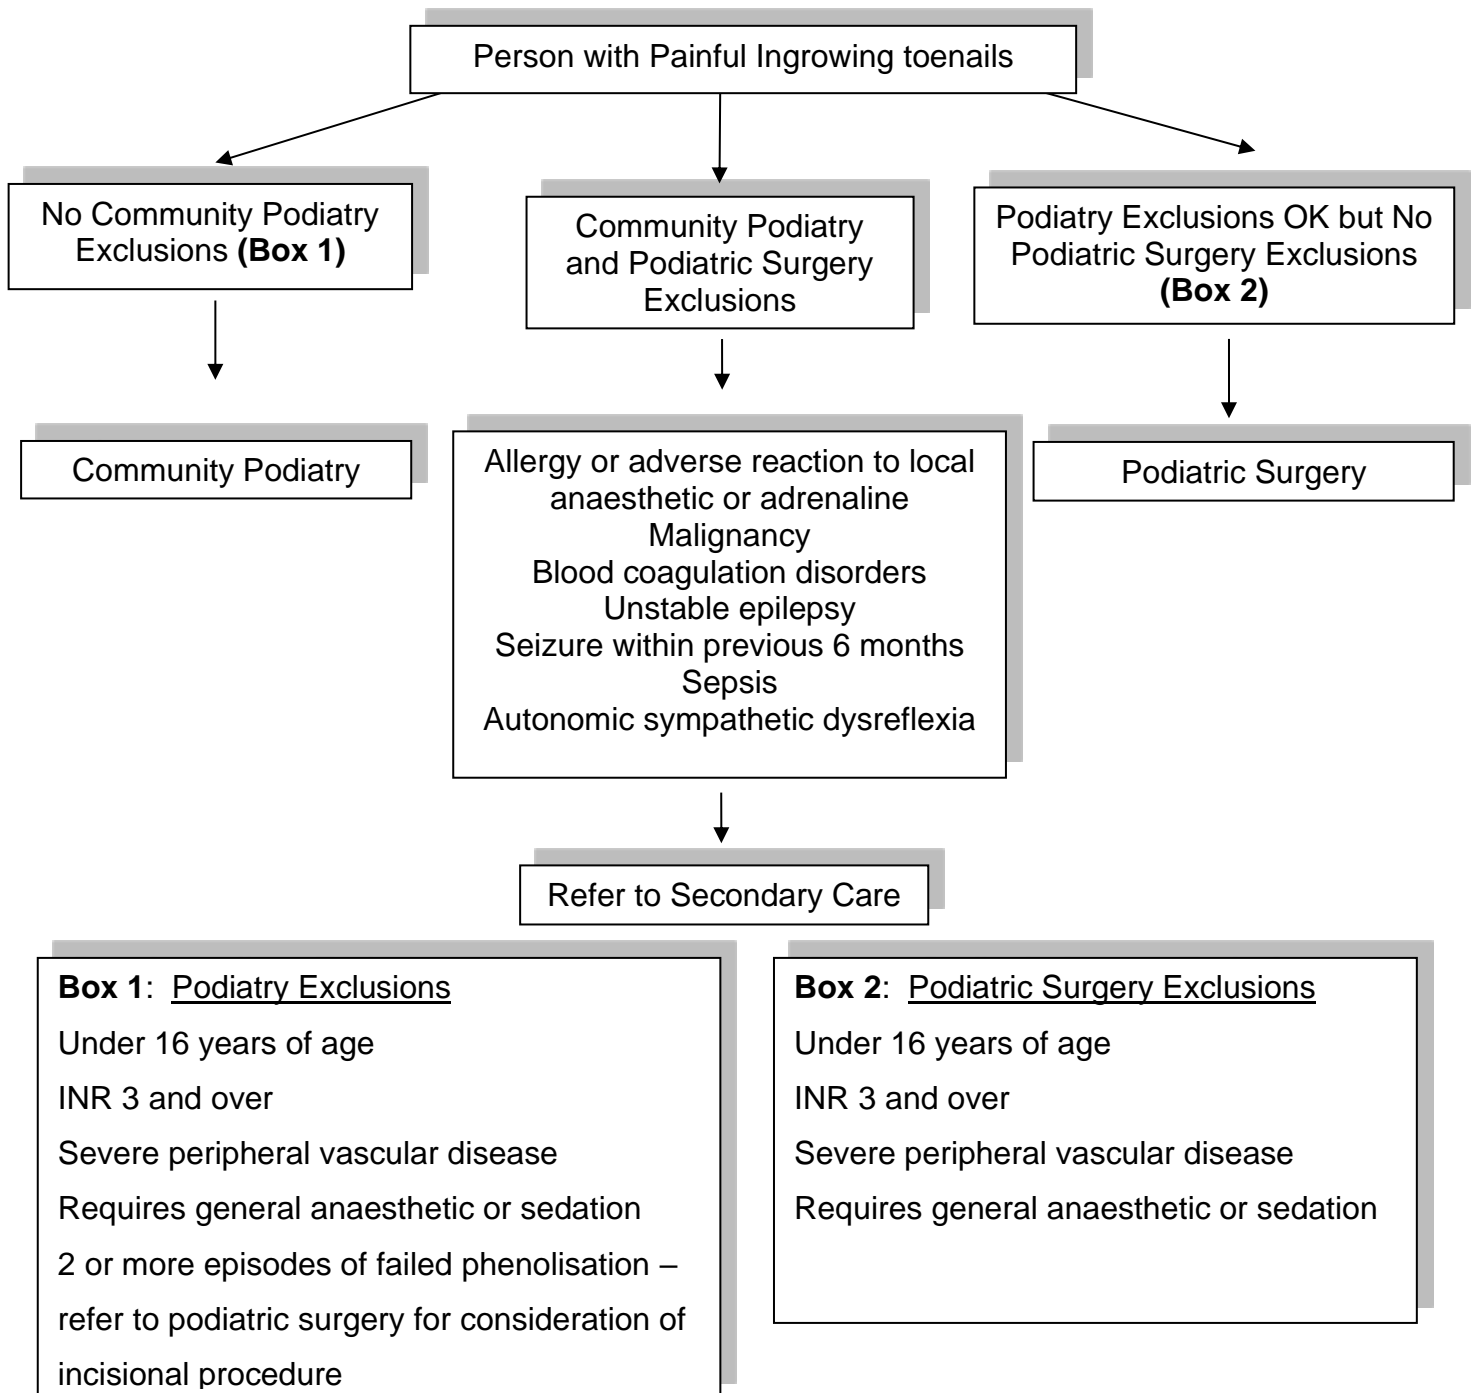 Person with Painful Ingrowing toenails
No Community Podiatry
Exclusions (Box 1)
Community Podiatry
and Podiatric Surgery
Exclusions
Podiatry Exclusions OK but No
Podiatric Surgery Exclusions
(Box 2)
Community Podiatry
Allergy or adverse reaction to local
anaesthetic or adrenaline
Malignancy
Blood coagulation disorders
Unstable epilepsy
Seizure within previous 6 months
Sepsis
Autonomic sympathetic dysreflexia
Podiatric Surgery
Refer to Secondary Care
Box 1: Podiatry Exclusions
Under 16 years of age
INR 3 and over
Severe peripheral vascular disease
Requires general anaesthetic or sedation
2 or more episodes of failed phenolisation –
refer to podiatric surgery for consideration of
incisional procedure
Box 2: Podiatric Surgery Exclusions
Under 16 years of age
INR 3 and over
Severe peripheral vascular disease
Requires general anaesthetic or sedation